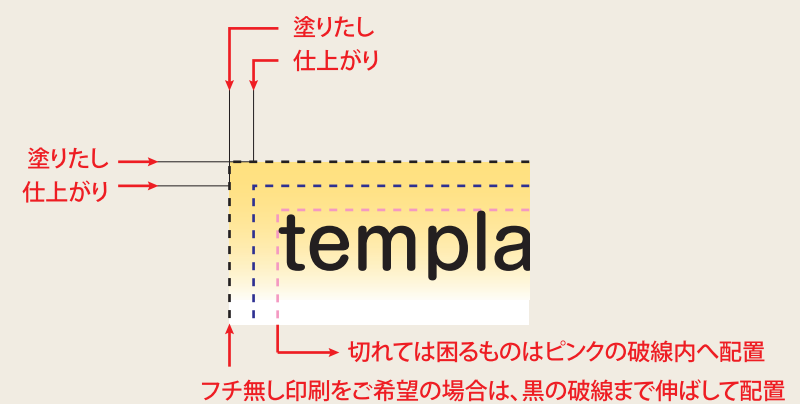 塗りたし
仕上がり
塗りたし
仕上がり
templa
切れては困るものはピンクの破線内へ配置
フチ無し印刷をご希望の場合は、黒の破線まで伸ばして配置